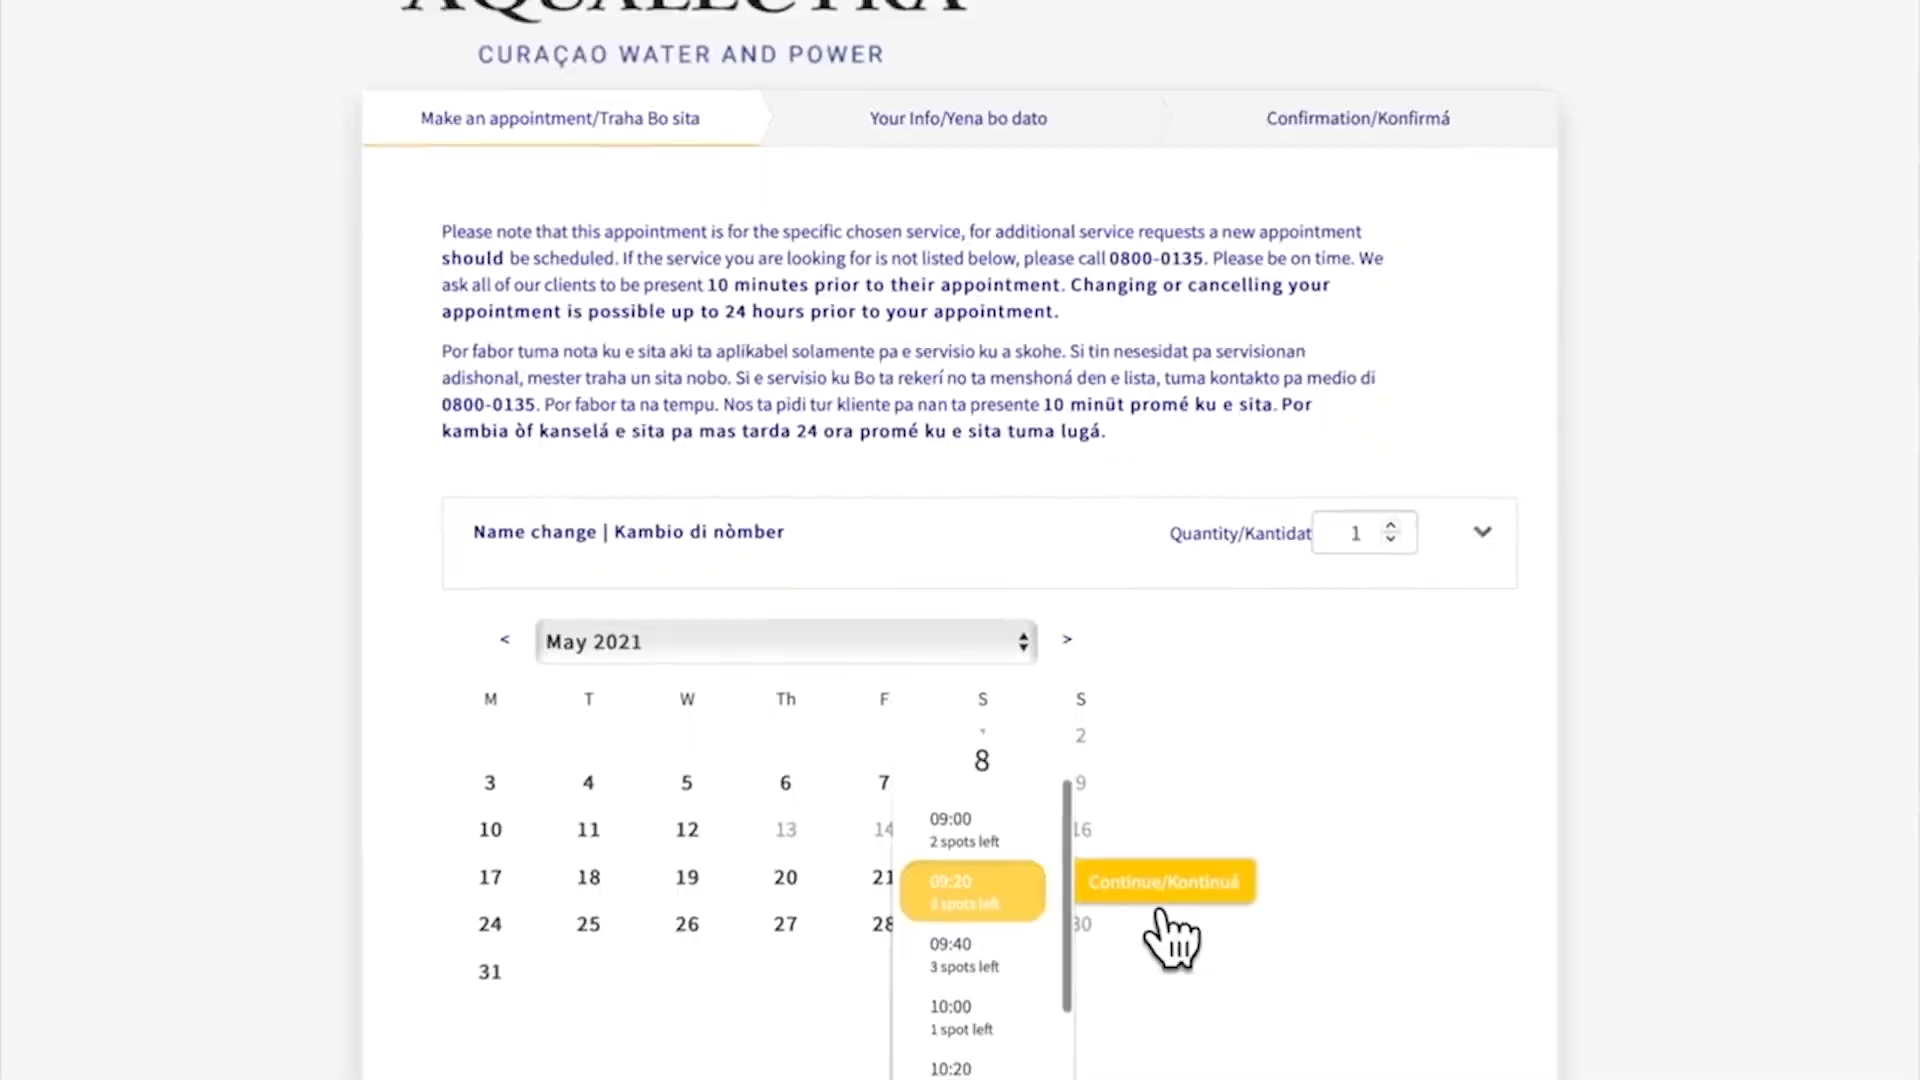 AQUALECTRA
CURAÇAO WATER AND POWER
Make an appointment/Traha Bo sita
Your Info/Yena bo dato
Confirmation/Konfirmá
Please note that this appointment is for the specific chosen service, for additional service requests a new appointment
should be scheduled. If the service you are looking for is not listed below, please call 0800-0135. Please be on time. We
ask all of our clients to be present 10 minutes prior to their appointment. Changing or cancelling your
appointment is possible up to 24 hours prior to your appointment.
Por fabor tuma nota ku e sita aki ta aplíkabel solamente pa e servisio ku a skohe. Si tin nesesidat pa servisionan
adishonal, mester traha un sita nobo. Si e servisio ku Bo ta rekerí no ta menshoná den e lista, tuma kontakto pa medio di
0800-0135. Por fabor ta na tempu. Nos ta pidi tur kliente pa nan ta presente 10 minüt promé ku e sita. Por
kambia òf kanselá e sita pa mas tarda 24 ora promé ku e sita tuma lugá.
Name change | Kambio di nòmber
Quantity/Kantidat 1
< May 2021 >
M T W Th F S S
2
8
3 4 5 6 7 9
09:00
2 spots left
10 11 12 13 14 16
17 18 19 20 21
09:20
3 spots left
Continue/Kontinuá
24 25 26 27 28 30
09:40
3 spots left
31
10:00
1 spot left
10:20